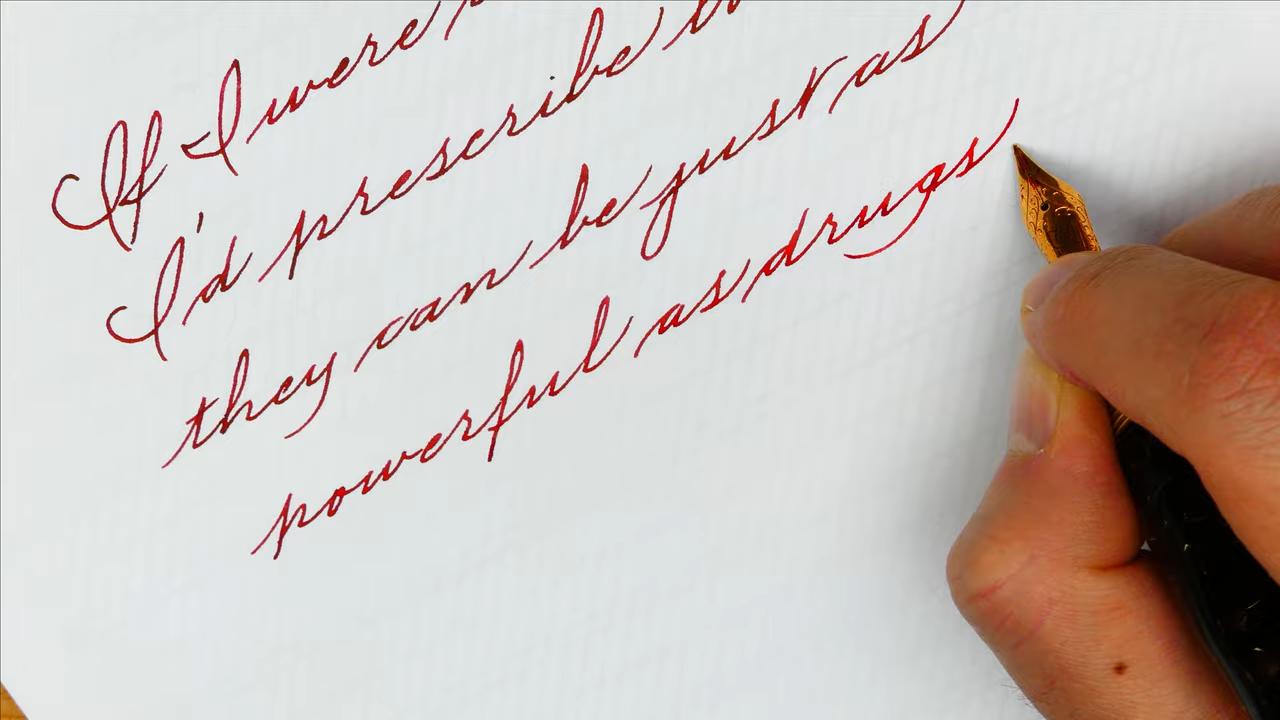 If I were
I'd prescribe
they can be just as
powerful as drugs